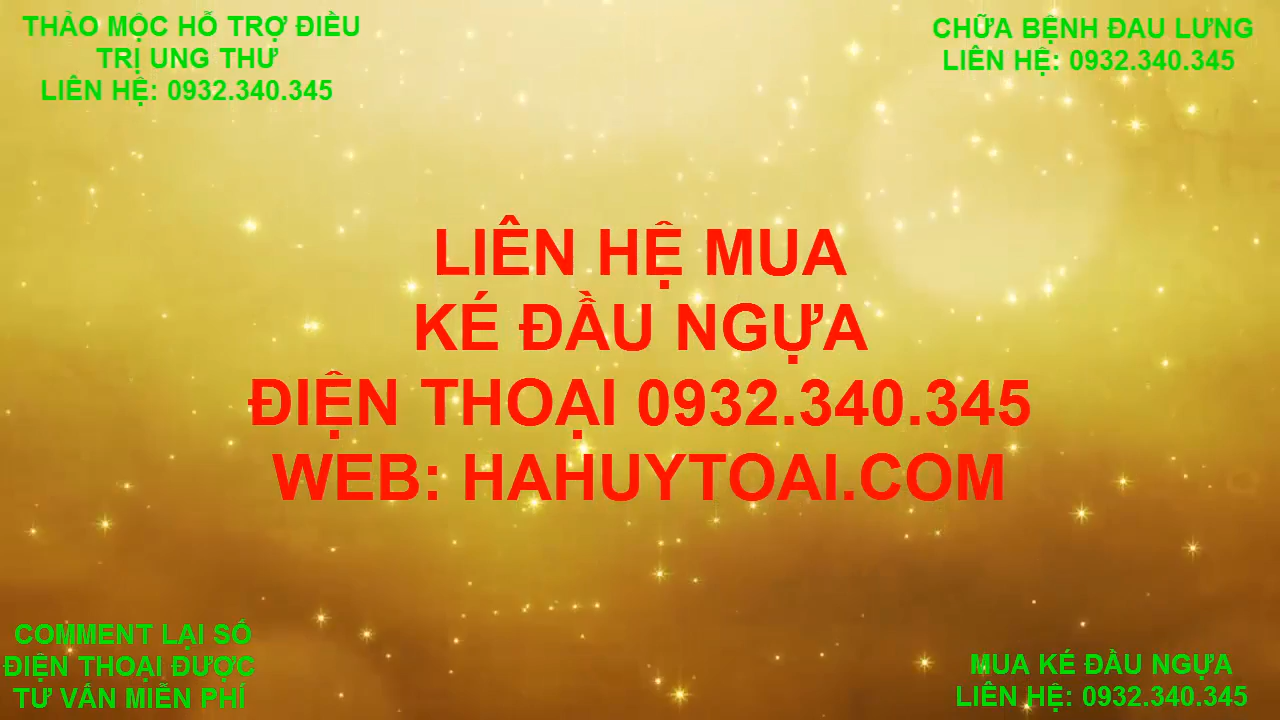 THẢO MỘC HỖ TRỢ ĐIỀU
TRỊ UNG THƯ
LIÊN HỆ: 0932.340.345
CHỮA BỆNH ĐAU LƯNG
LIÊN HỆ: 0932.340.345
LIÊN HỆ MUA
KÉ ĐẦU NGỰA
ĐIỆN THOẠI 0932.340.345
WEB: HAHUYTOAI.COM
COMMENT LẠI SỐ
ĐIỆN THOẠI ĐƯỢC
TƯ VẤN MIỄN PHÍ
MUA KÉ ĐẦU NGỰA
LIÊN HỆ: 0932.340.345